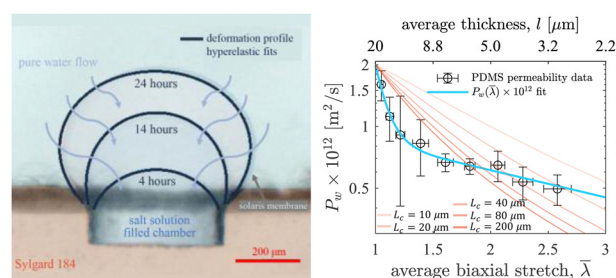 deformation profile
hyperelastic fits
pure water flow
24 hours
14 hours
4 hours
solaris membrane
salt solution
filled chamber
Sylgard 184
200 μm
average thickness, l [μm]
20 8.8 5.0 3.2 2.2
2.0
1.0
0.5
P_w × 10^12 [m^2/s]
PDMS permeability data
P_w(λ̅) × 10^12 fit
L_c = 10 μm
L_c = 20 μm
L_c = 40 μm
L_c = 80 μm
L_c = 200 μm
1 1.5 2 2.5 3
average biaxial stretch, λ̅